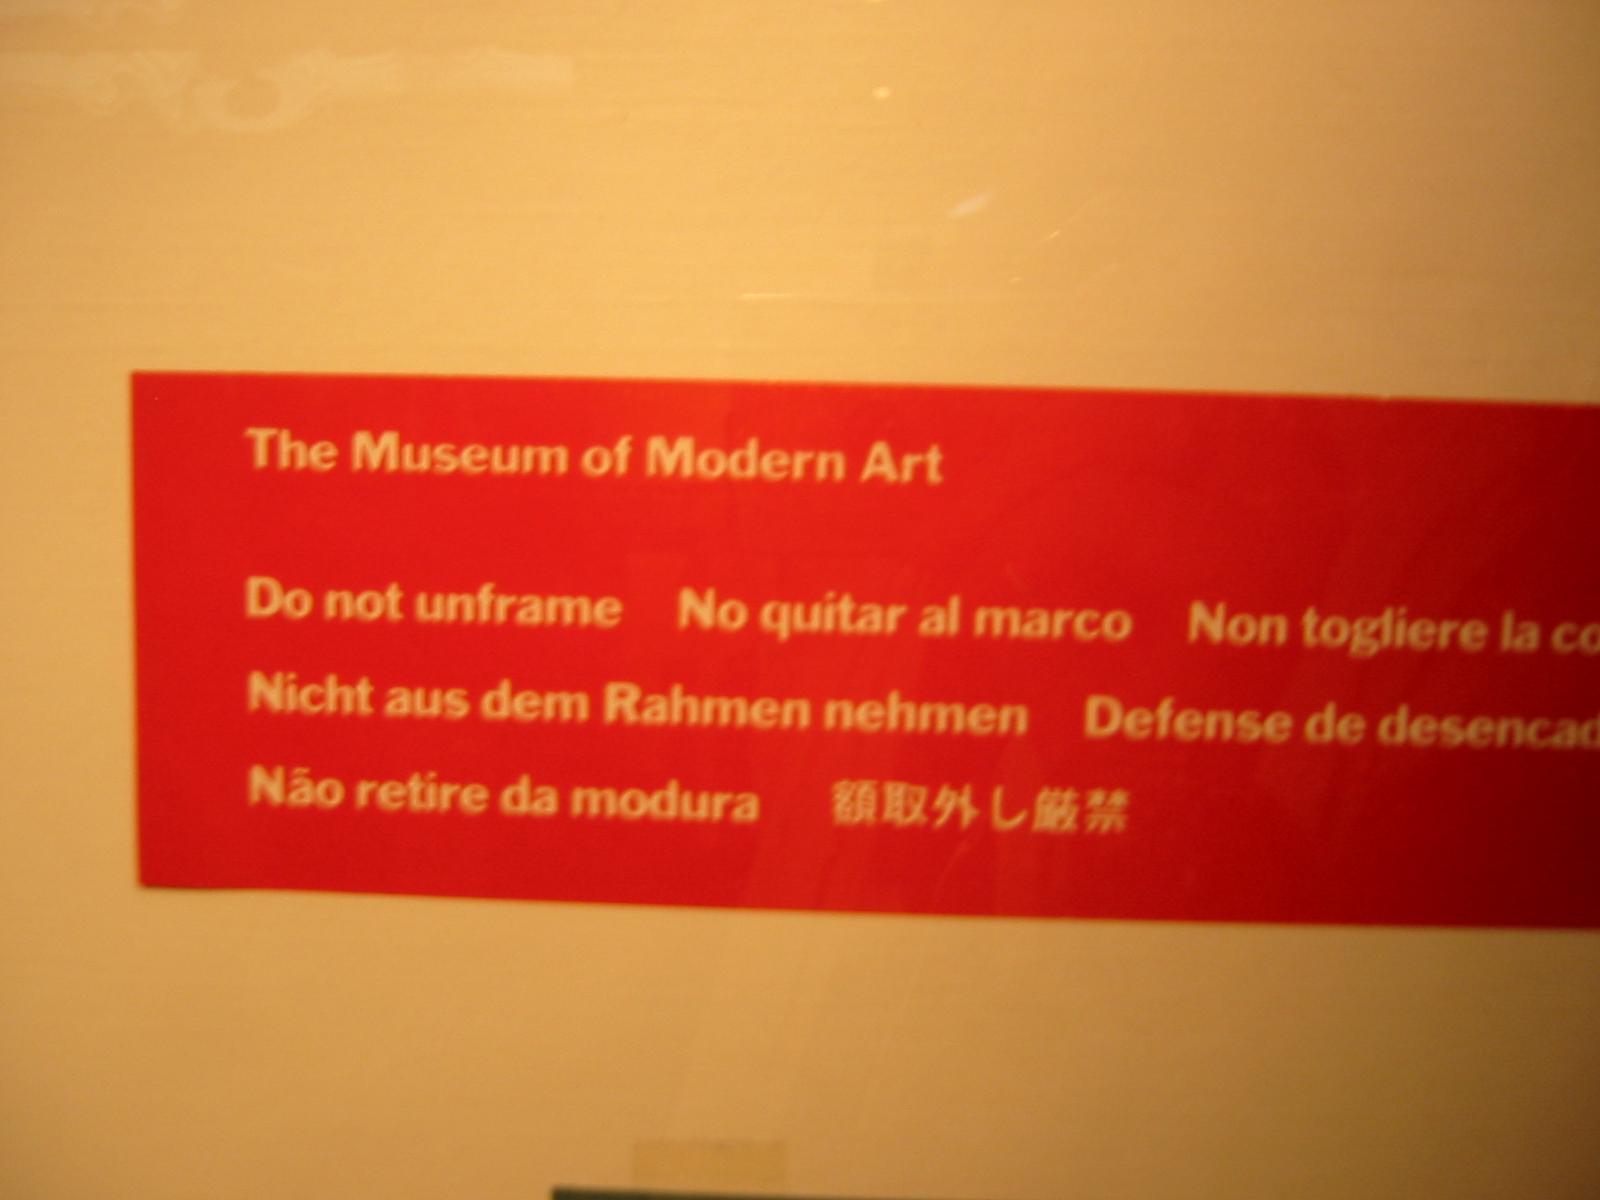 The Museum of Modern Art
Do not unframe No quitar al marco Non togliere la
Nicht aus dem Rahmen nehmen Defense de
Não retire da modura 額取外し厳禁